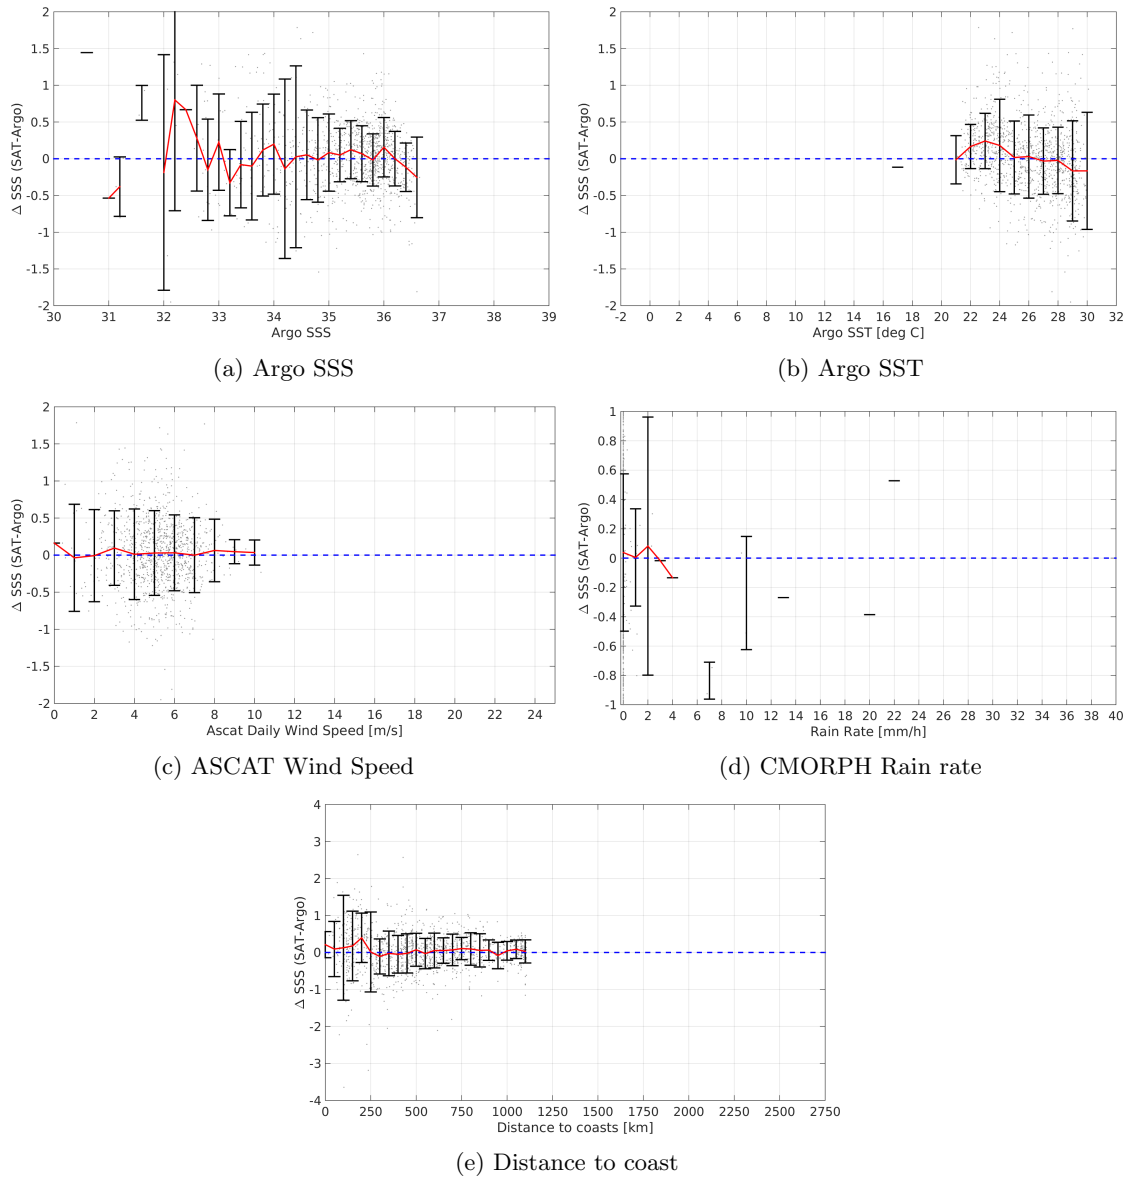 2
1.5
1
0.5
0
-0.5
-1
-1.5
-2
Δ SSS (SAT-Argo)
30 31 32 33 34 35 36 37 38 39
Argo SSS
(a) Argo SSS
2
1.5
1
0.5
0
-0.5
-1
-1.5
-2
Δ SSS (SAT-Argo)
-2 0 2 4 6 8 10 12 14 16 18 20 22 24 26 28 30 32
Argo SST [deg C]
(b) Argo SST
2
1.5
1
0.5
0
-0.5
-1
-1.5
-2
Δ SSS (SAT-Argo)
0 2 4 6 8 10 12 14 16 18 20 22 24
Ascat Daily Wind Speed [m/s]
(c) ASCAT Wind Speed
1
0.8
0.6
0.4
0.2
0
-0.2
-0.4
-0.6
-0.8
-1
Δ SSS (SAT-Argo)
0 2 4 6 8 10 12 14 16 18 20 22 24 26 28 30 32 34 36 38 40
Rain Rate [mm/h]
(d) CMORPH Rain rate
4
3
2
1
0
-1
-2
-3
-4
Δ SSS (SAT-Argo)
0 250 500 750 1000 1250 1500 1750 2000 2250 2500 2750
Distance to coasts [km]
(e) Distance to coast